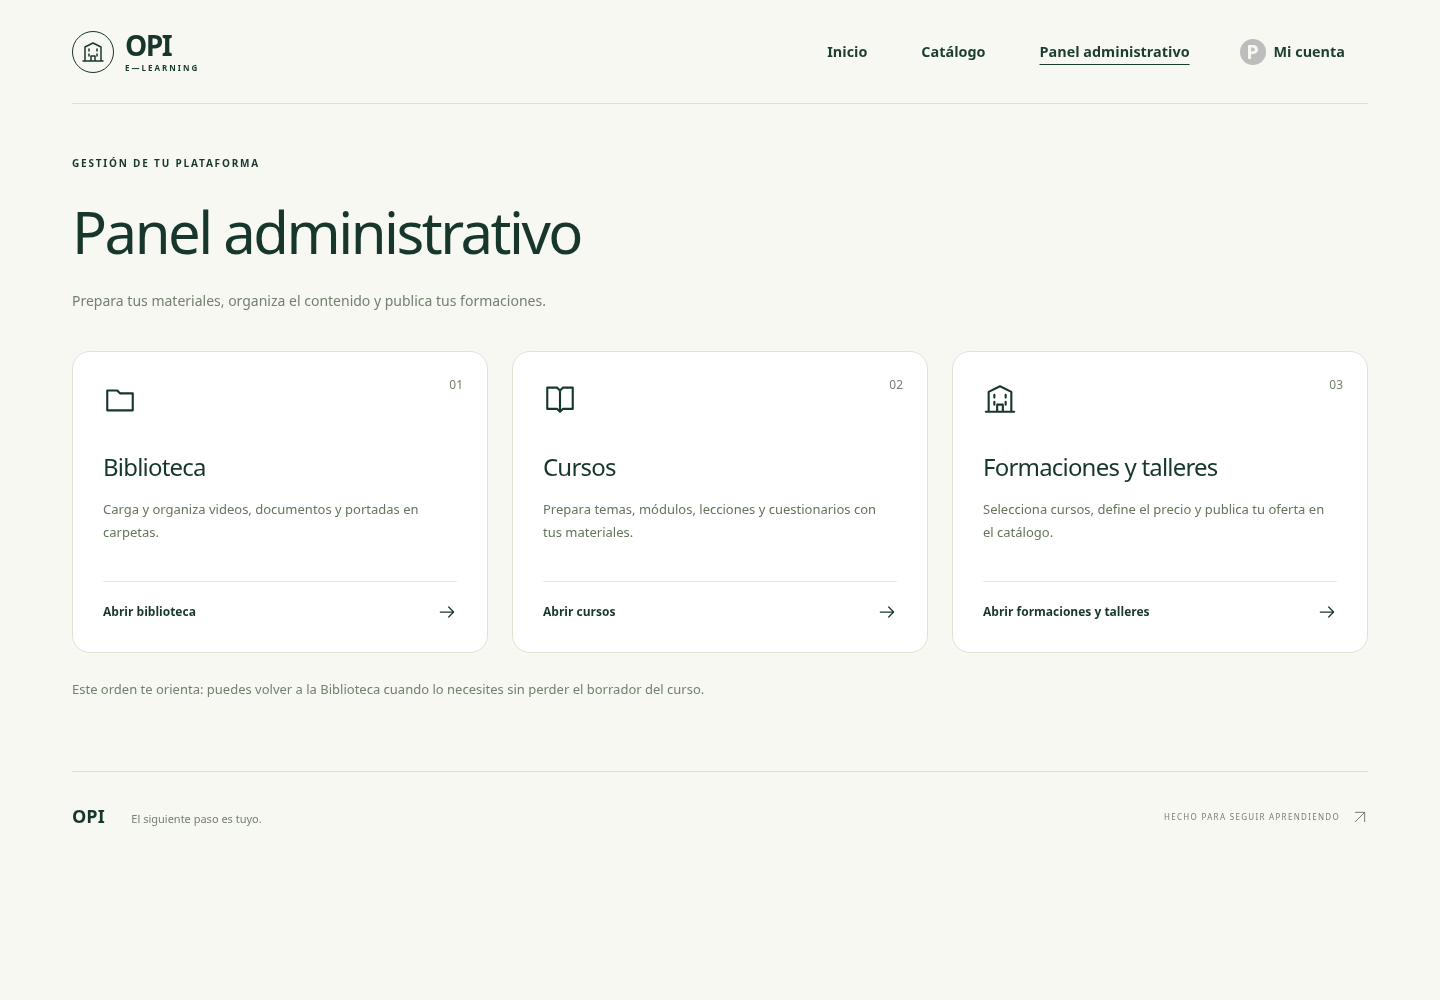 OPI
E—LEARNING
Inicio
Catálogo
Panel administrativo
P
Mi cuenta
GESTIÓN DE TU PLATAFORMA
Panel administrativo
Prepara tus materiales, organiza el contenido y publica tus formaciones.
01
Biblioteca
Carga y organiza videos, documentos y portadas en
carpetas.
Abrir biblioteca
02
Cursos
Prepara temas, módulos, lecciones y cuestionarios con
tus materiales.
Abrir cursos
03
Formaciones y talleres
Selecciona cursos, define el precio y publica tu oferta en
el catálogo.
Abrir formaciones y talleres
Este orden te orienta: puedes volver a la Biblioteca cuando lo necesites sin perder el borrador del curso.
OPI
El siguiente paso es tuyo.
HECHO PARA SEGUIR APRENDIENDO